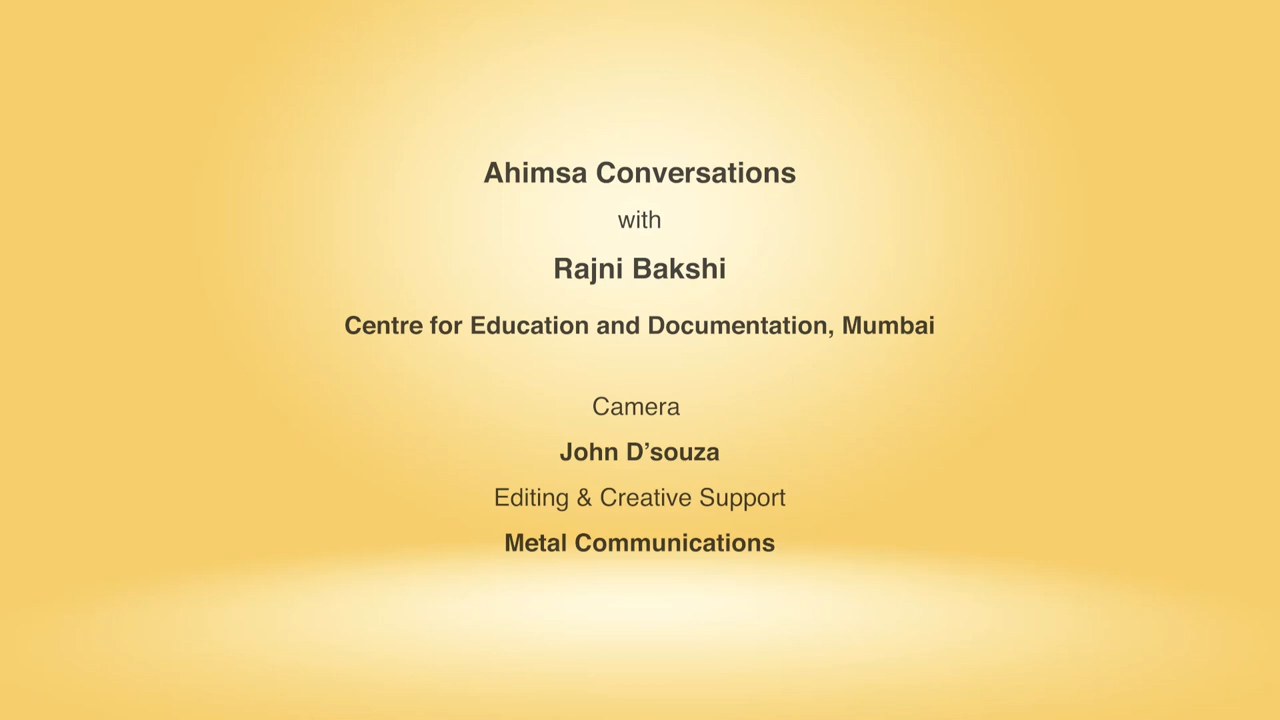 Ahimsa Conversations
with
Rajni Bakshi
Centre for Education and Documentation, Mumbai
Camera
John D’souza
Editing & Creative Support
Metal Communications